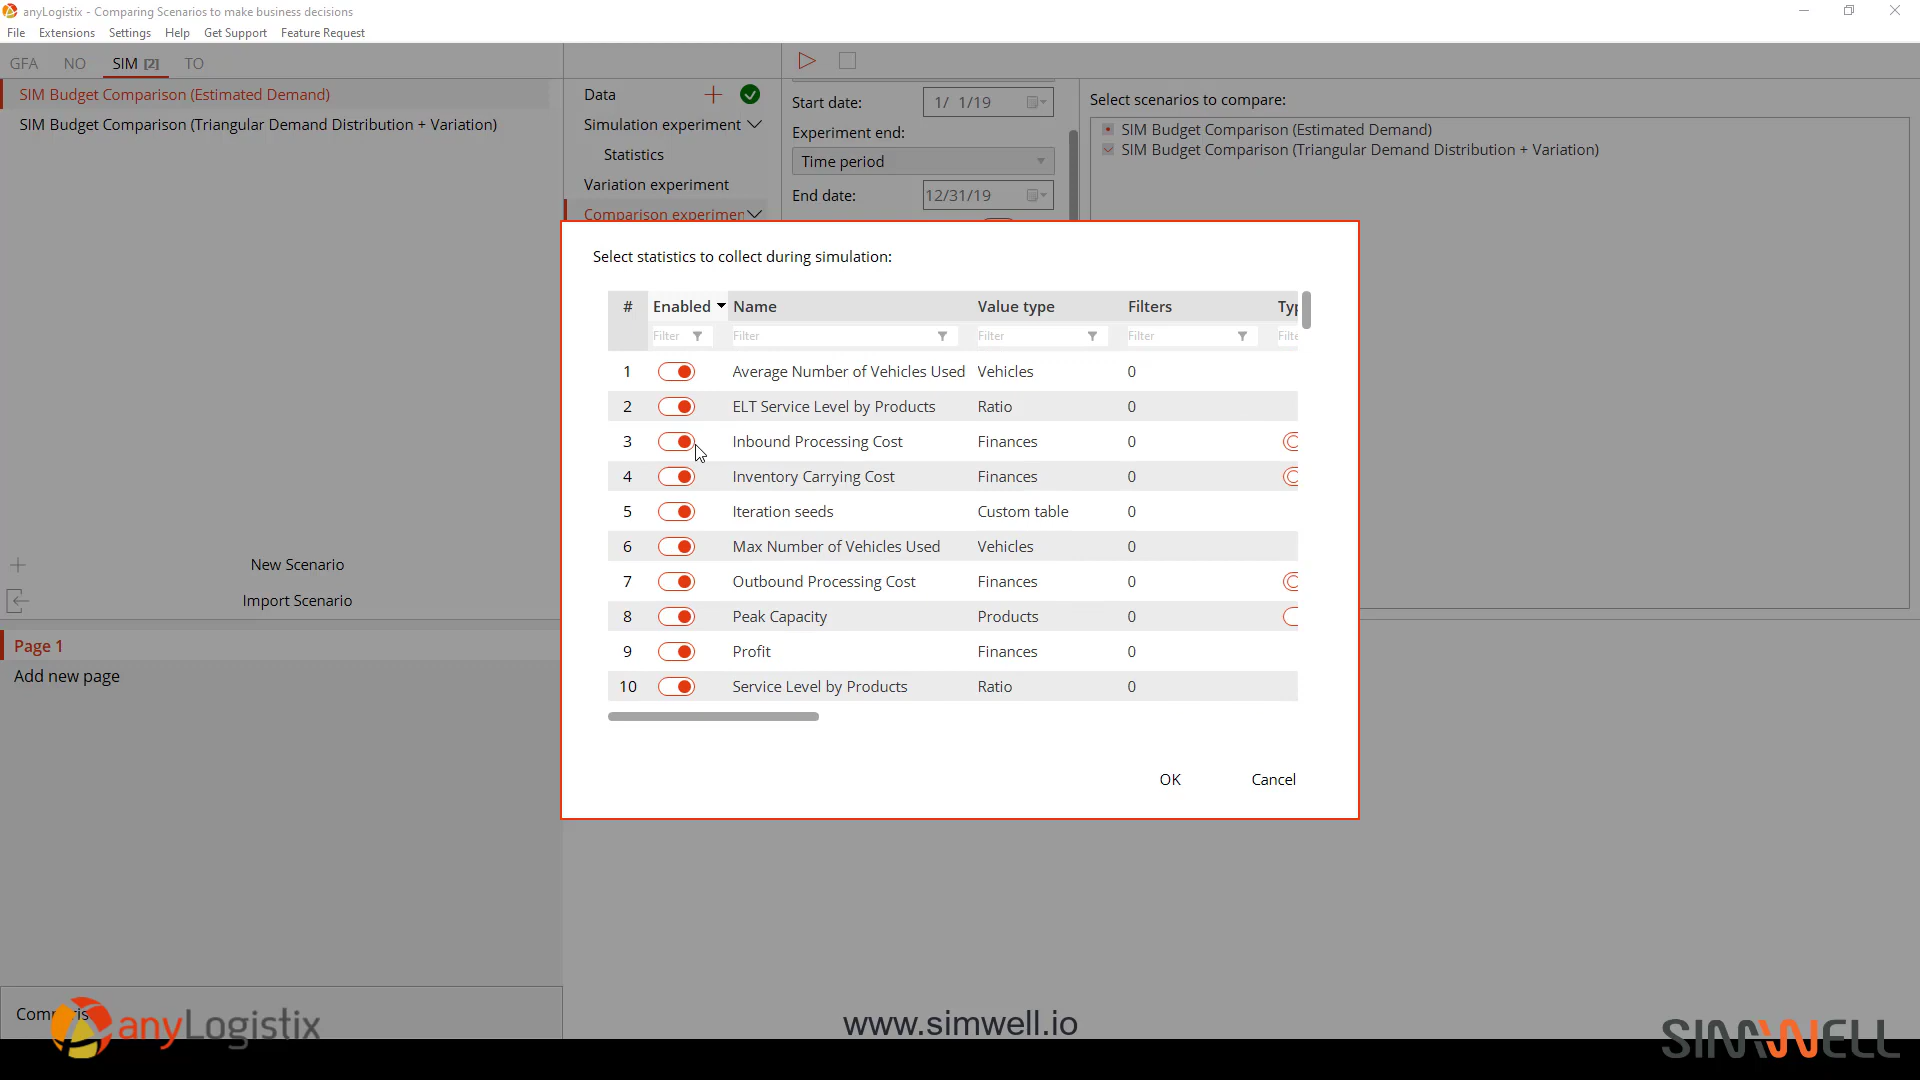 anyLogistix - Comparing Scenarios to make business decisions
File Extensions Settings Help Get Support Feature Request
GFA NO SIM [2] TO
SIM Budget Comparison (Estimated Demand)
SIM Budget Comparison (Triangular Demand Distribution + Variation)
New Scenario
Import Scenario
Page 1
Add new page
Data
Simulation experiment
Statistics
Variation experiment
Comparison experimen
Start date: 1/ 1/19
Experiment end:
Time period
End date: 12/31/19
Select scenarios to compare:
SIM Budget Comparison (Estimated Demand)
SIM Budget Comparison (Triangular Demand Distribution + Variation)
Select statistics to collect during simulation:
# Enabled Name Value type Filters Typ
Filter Filter Filter Filter Filte
1 Average Number of Vehicles Used Vehicles 0
2 ELT Service Level by Products Ratio 0
3 Inbound Processing Cost Finances 0
4 Inventory Carrying Cost Finances 0
5 Iteration seeds Custom table 0
6 Max Number of Vehicles Used Vehicles 0
7 Outbound Processing Cost Finances 0
8 Peak Capacity Products 0
9 Profit Finances 0
10 Service Level by Products Ratio 0
OK Cancel
anyLogistix
www.simwell.io
SIMWELL